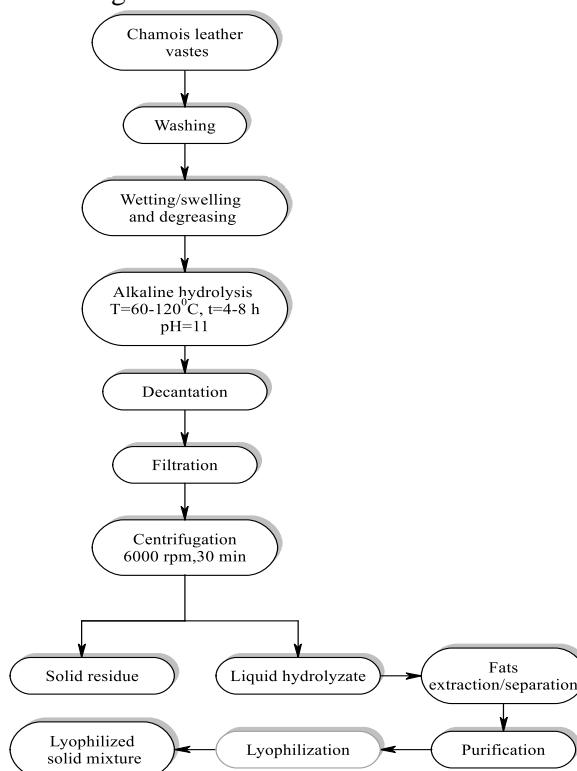 Chamois leather
vastes
Washing
Wetting/swelling
and degreasing
Alkaline hydrolysis
T=60-120⁰C, t=4-8 h
pH=11
Decantation
Filtration
Centrifugation
6000 rpm,30 min
Solid residue
Liquid hydrolyzate
Fats
extraction/separation
Lyophilized
solid mixture
Lyophilization
Purification